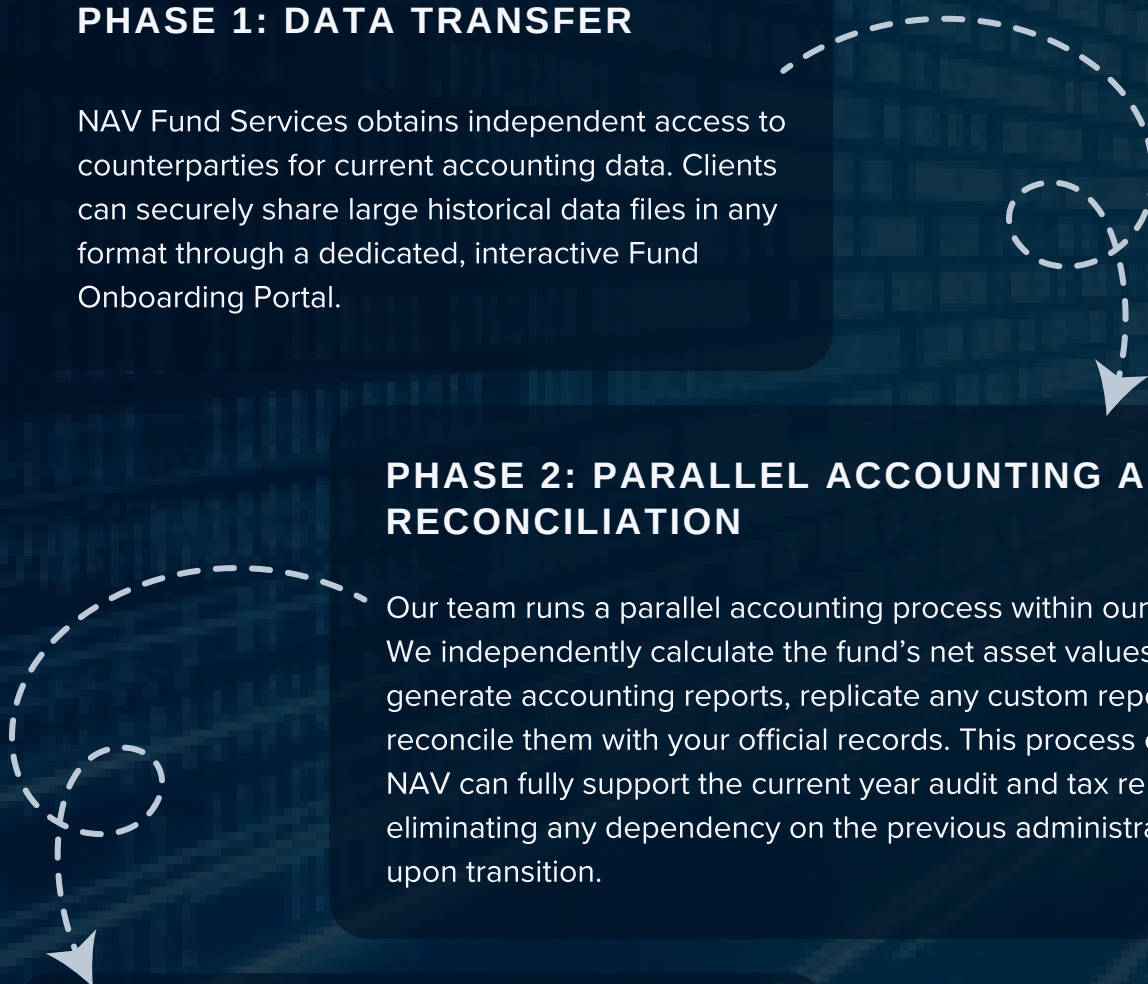 PHASE 1: DATA TRANSFER
NAV Fund Services obtains independent access to
counterparties for current accounting data. Clients
can securely share large historical data files in any
format through a dedicated, interactive Fund
Onboarding Portal.
PHASE 2: PARALLEL ACCOUNTING A
RECONCILIATION
Our team runs a parallel accounting process within our
We independently calculate the fund’s net asset values
generate accounting reports, replicate any custom
reconcile them with your official records. This process
NAV can fully support the current year audit and tax
eliminating any dependency on the previous
upon transition.